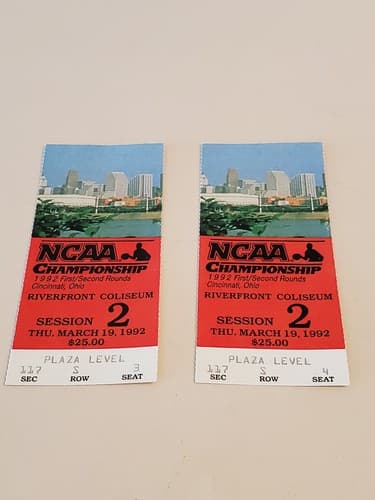 NCAA
CHAMPIONSHIP
1992 First/Second Rounds
Cincinnati, Ohio
RIVERFRONT COLISEUM
SESSION 2
THU. MARCH 19, 1992
$25.00
PLAZA LEVEL
117 S 3
SEC ROW SEAT
NCAA
CHAMPIONSHIP
1992 First/Second Rounds
Cincinnati, Ohio
RIVERFRONT COLISEUM
SESSION 2
THU. MARCH 19, 1992
$25.00
PLAZA LEVEL
117 S 4
SEC ROW SEAT